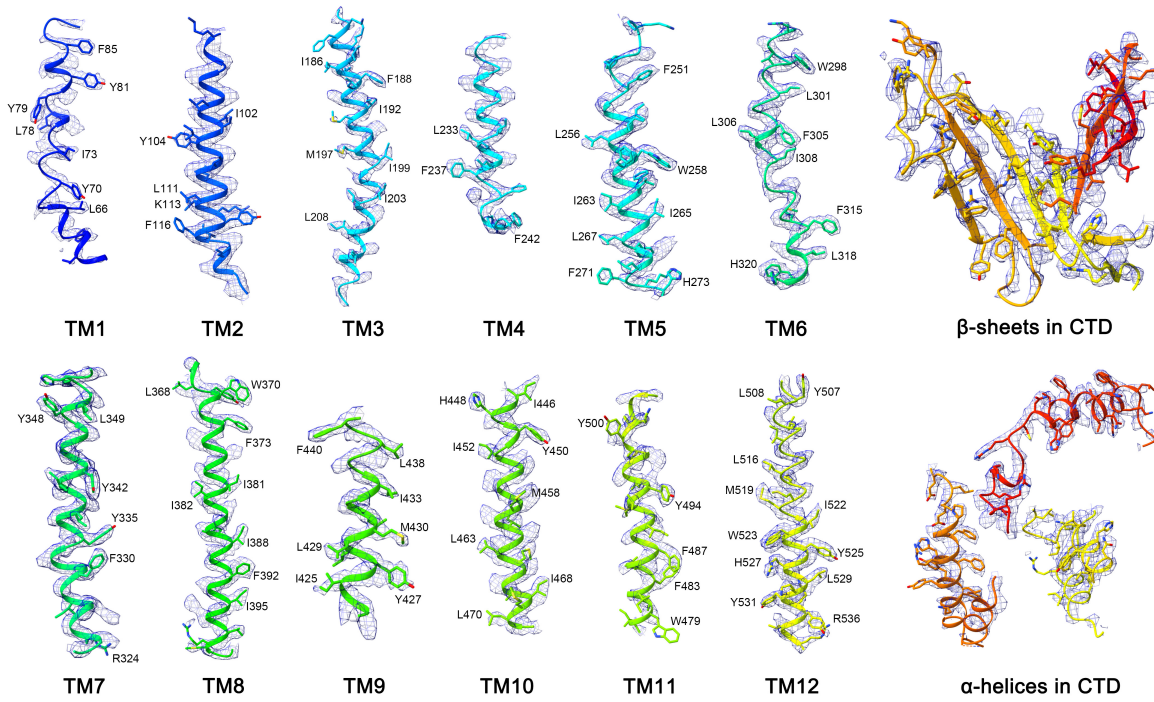 F85
Y81
Y79
L78
I73
Y70
L66
TM1
I102
Y104
L111
K113
F116
TM2
I186
F188
I192
M197
I199
I203
L208
TM3
L233
F237
F242
TM4
F251
L256
W258
I263
I265
L267
F271
H273
TM5
W298
L301
L306
F305
I308
F315
L318
H320
TM6
β-sheets in CTD
Y348
L349
Y342
Y335
F330
R324
TM7
L368
W370
F373
I381
I382
I388
F392
I395
TM8
F440
L438
I433
M430
L429
I425
Y427
TM9
H448
I446
Y450
I452
M458
L463
I468
L470
TM10
Y500
Y494
F487
F483
W479
TM11
L508
Y507
L516
M519
I522
W523
Y525
H527
L529
Y531
R536
TM12
α-helices in CTD